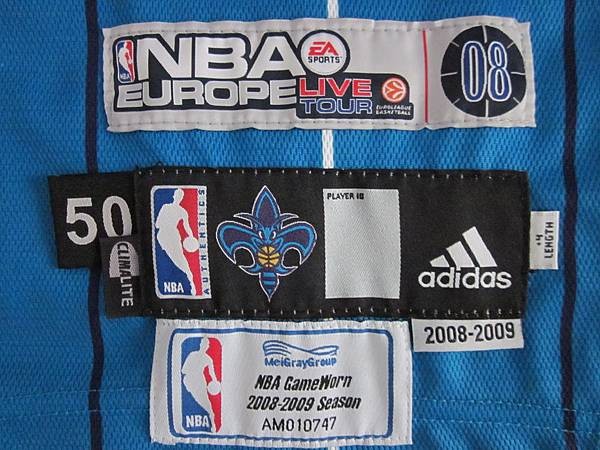 NBA
EUROPE
EA
SPORTS
LIVE
TOUR
EUROLEAGUE
BASKETBALL
08
50
CLIMALITE
NBA
AUTHENTICS
PLAYER ID
adidas
+4
LENGTH
2008-2009
NBA
MeiGrayGroup
NBA GameWorn
2008-2009 Season
AM010747